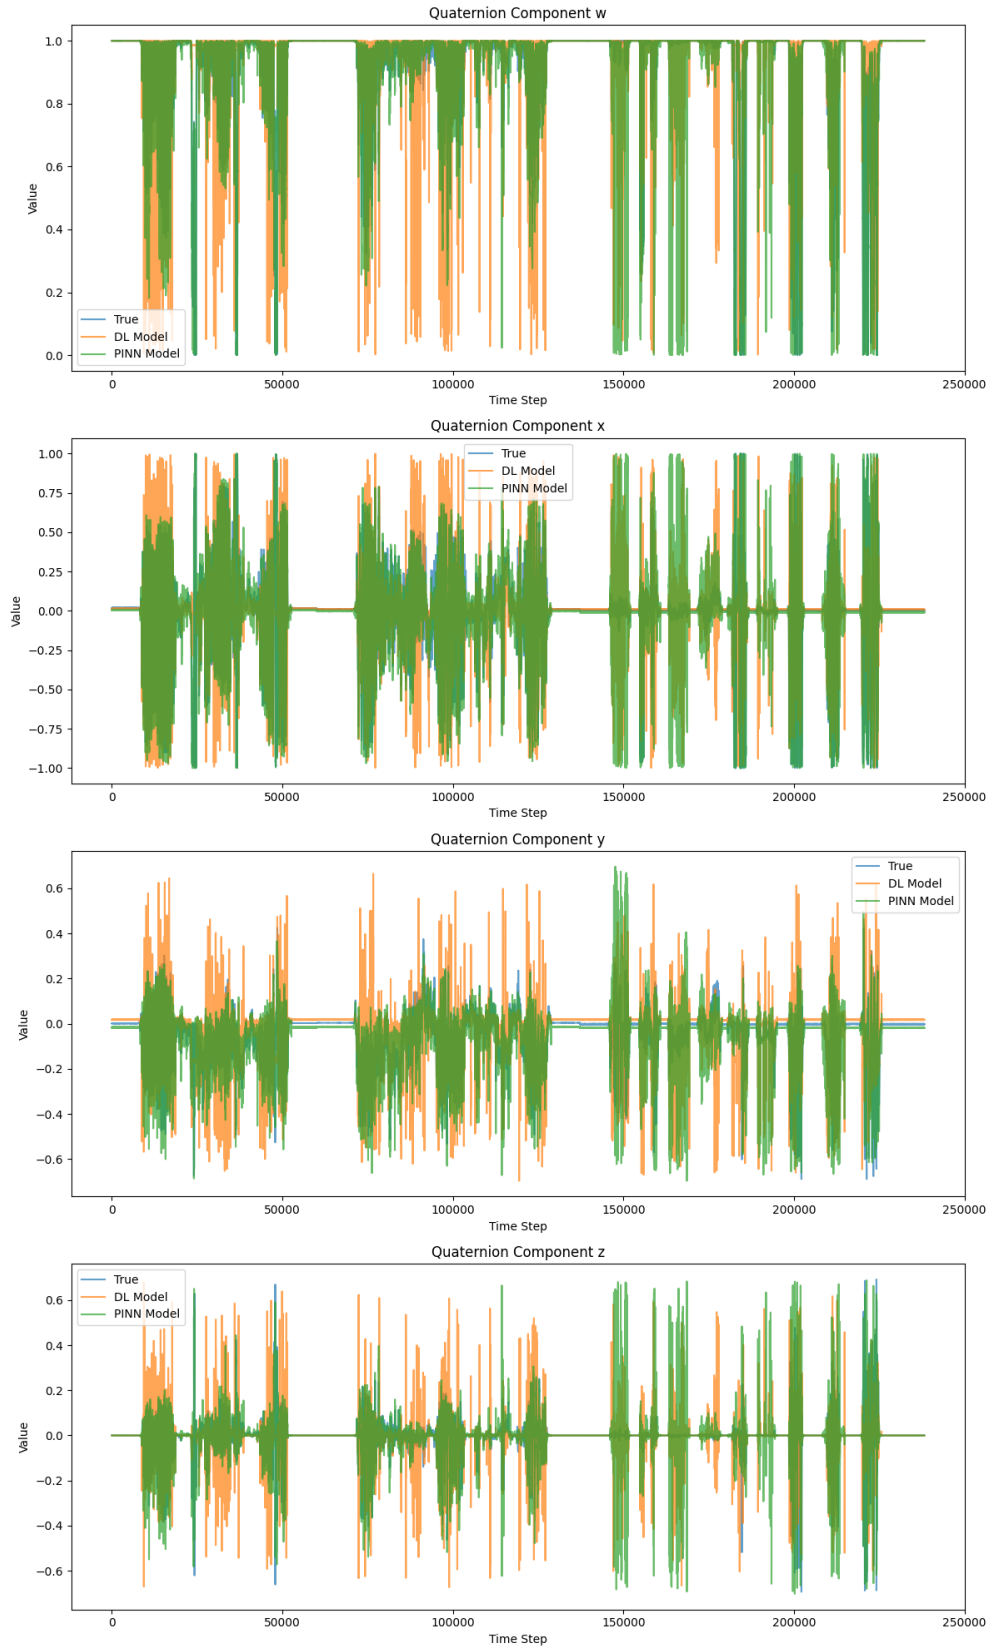 Quaternion Component w
1.0
0.8
0.6
0.4
0.2
0.0
Value
True
DL Model
PINN Model
0
50000
100000
150000
200000
250000
Time Step
Quaternion Component x
1.00
0.75
0.50
0.25
0.00
−0.25
−0.50
−0.75
−1.00
Value
True
DL Model
PINN Model
0
50000
100000
150000
200000
250000
Time Step
Quaternion Component y
0.6
0.4
0.2
0.0
−0.2
−0.4
−0.6
Value
True
DL Model
PINN Model
0
50000
100000
150000
200000
250000
Time Step
Quaternion Component z
0.6
0.4
0.2
0.0
−0.2
−0.4
−0.6
Value
True
DL Model
PINN Model
0
50000
100000
150000
200000
250000
Time Step